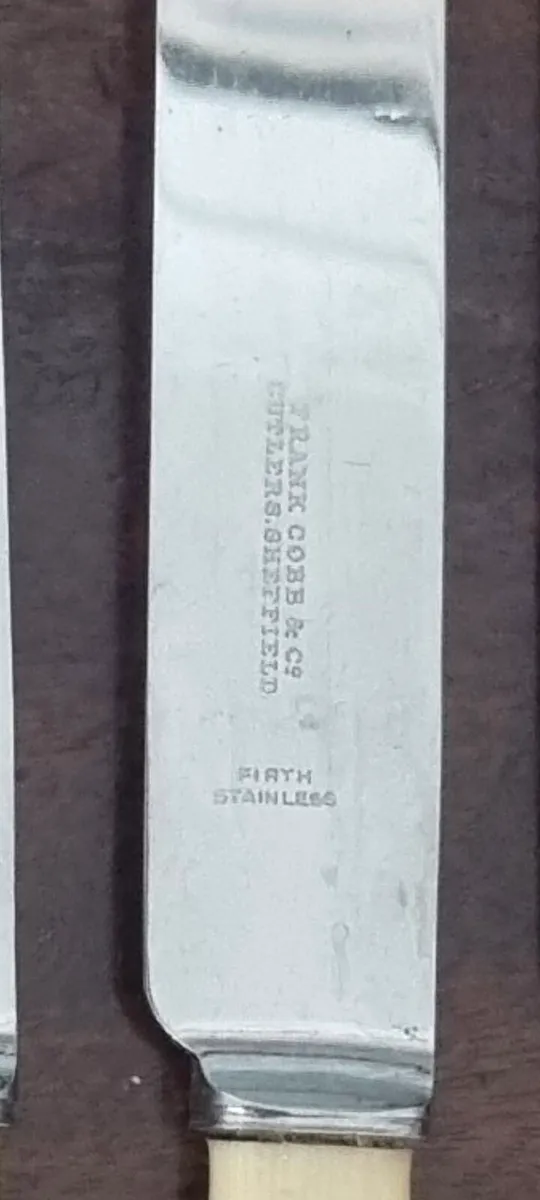 FRANK COBB & Cº
CUTLERS, SHEFFIELD
FIRTH
STAINLESS